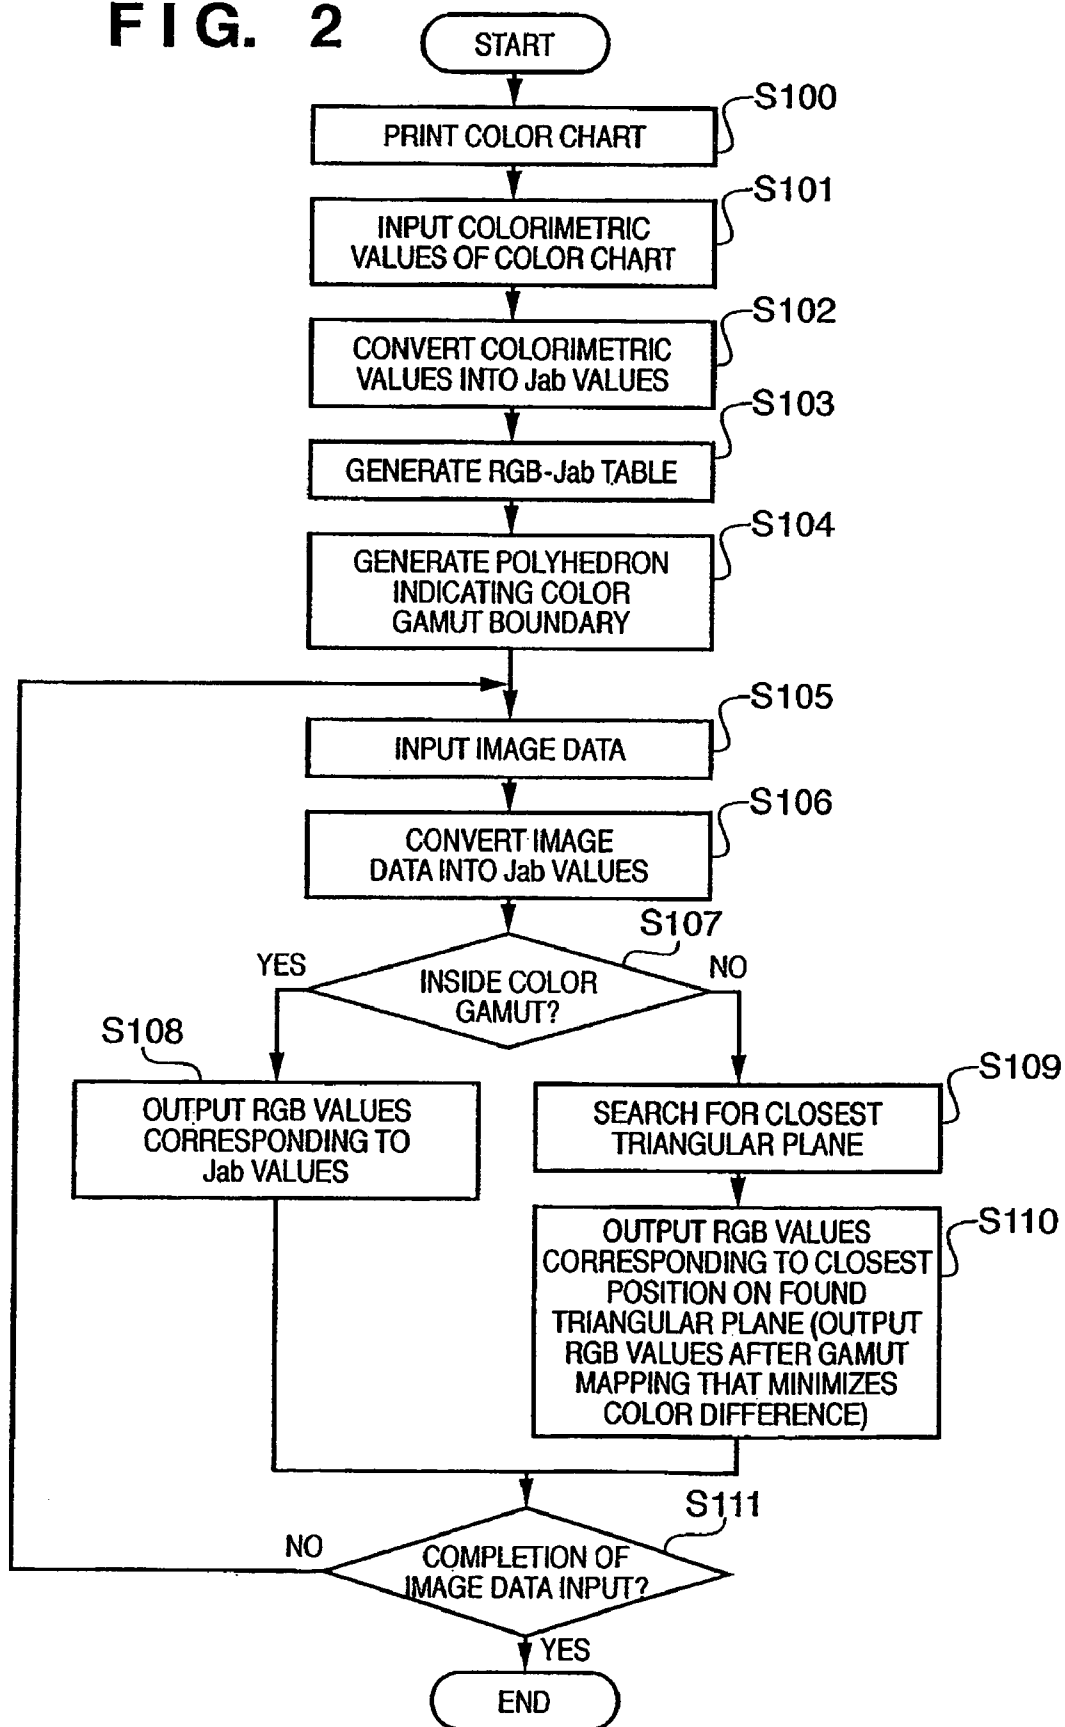 FIG. 2
START
S100
PRINT COLOR CHART
S101
INPUT COLORIMETRIC
VALUES OF COLOR CHART
S102
CONVERT COLORIMETRIC
VALUES INTO Jab VALUES
S103
GENERATE RGB-Jab TABLE
S104
GENERATE POLYHEDRON
INDICATING COLOR
GAMUT BOUNDARY
S105
INPUT IMAGE DATA
S106
CONVERT IMAGE
DATA INTO Jab VALUES
S107
YES
NO
INSIDE COLOR
GAMUT?
S108
OUTPUT RGB VALUES
CORRESPONDING TO
Jab VALUES
S109
SEARCH FOR CLOSEST
TRIANGULAR PLANE
S110
OUTPUT RGB VALUES
CORRESPONDING TO CLOSEST
POSITION ON FOUND
TRIANGULAR PLANE (OUTPUT
RGB VALUES AFTER GAMUT
MAPPING THAT MINIMIZES
COLOR DIFFERENCE)
S111
NO
COMPLETION OF
IMAGE DATA INPUT?
YES
END